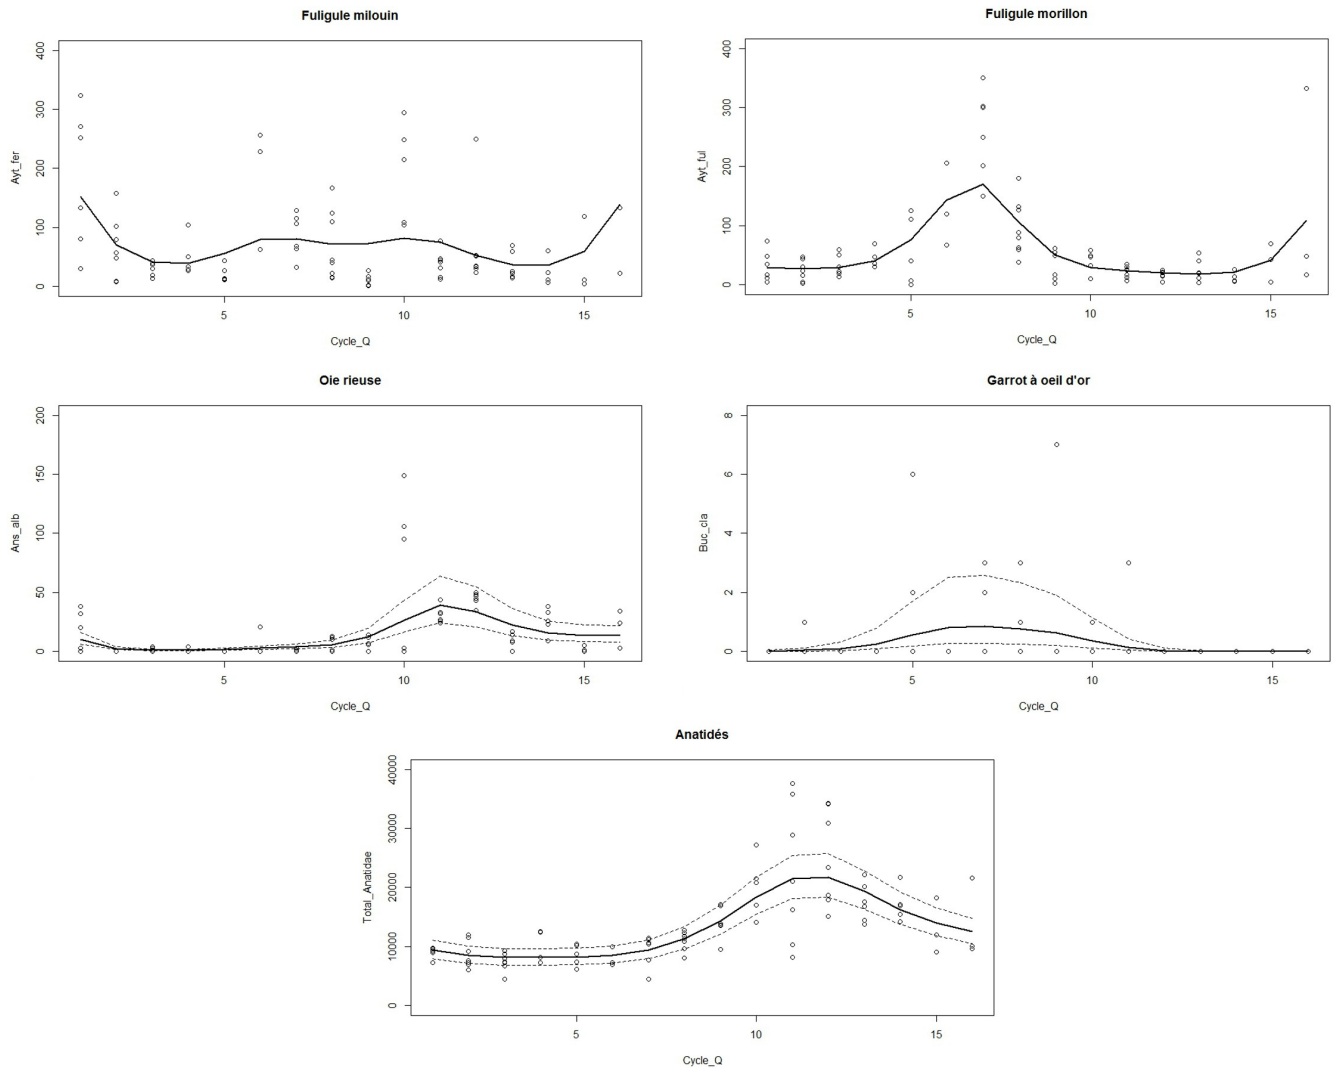 Fuligule milouin
Ayt_fer
0 100 200 300 400
5 10 15
Cycle_Q
Fuligule morillon
Ayt_ful
0 100 200 300 400
5 10 15
Cycle_Q
Oie rieuse
Ans_alb
0 50 100 150 200
5 10 15
Cycle_Q
Garrot à oeil d'or
Buc_cla
0 2 4 6 8
5 10 15
Cycle_Q
Anatidés
Total_Anatidae
0 10000 20000 30000 40000
5 10 15
Cycle_Q